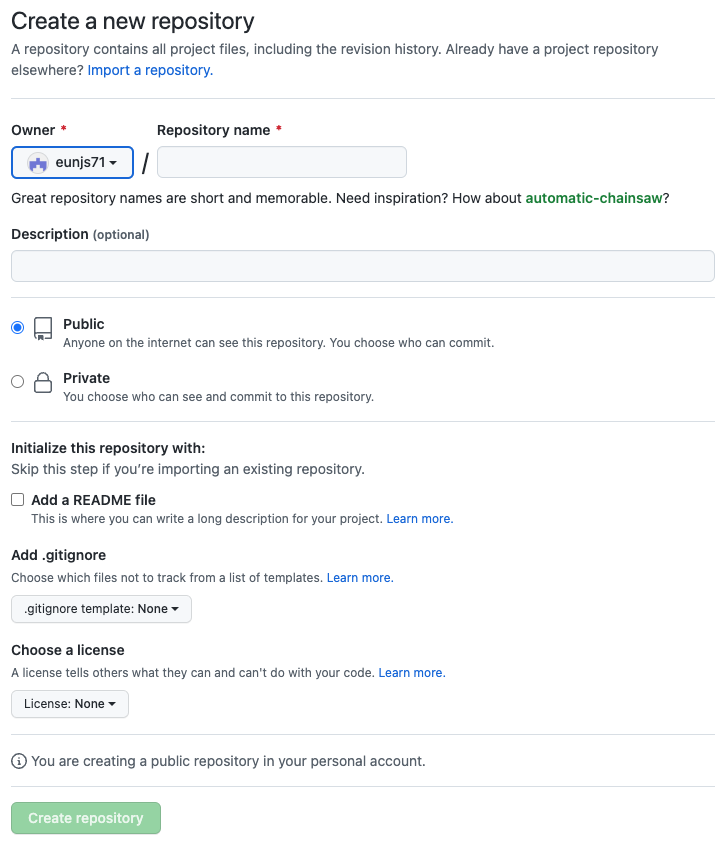 Create a new repository
A repository contains all project files, including the revision history. Already have a project repository
elsewhere? Import a repository.
Owner * Repository name *
eunjs71 /
Great repository names are short and memorable. Need inspiration? How about automatic-chainsaw?
Description (optional)
Public
Anyone on the internet can see this repository. You choose who can commit.
Private
You choose who can see and commit to this repository.
Initialize this repository with:
Skip this step if you’re importing an existing repository.
Add a README file
This is where you can write a long description for your project. Learn more.
Add .gitignore
Choose which files not to track from a list of templates. Learn more.
.gitignore template: None
Choose a license
A license tells others what they can and can't do with your code. Learn more.
License: None
You are creating a public repository in your personal account.
Create repository